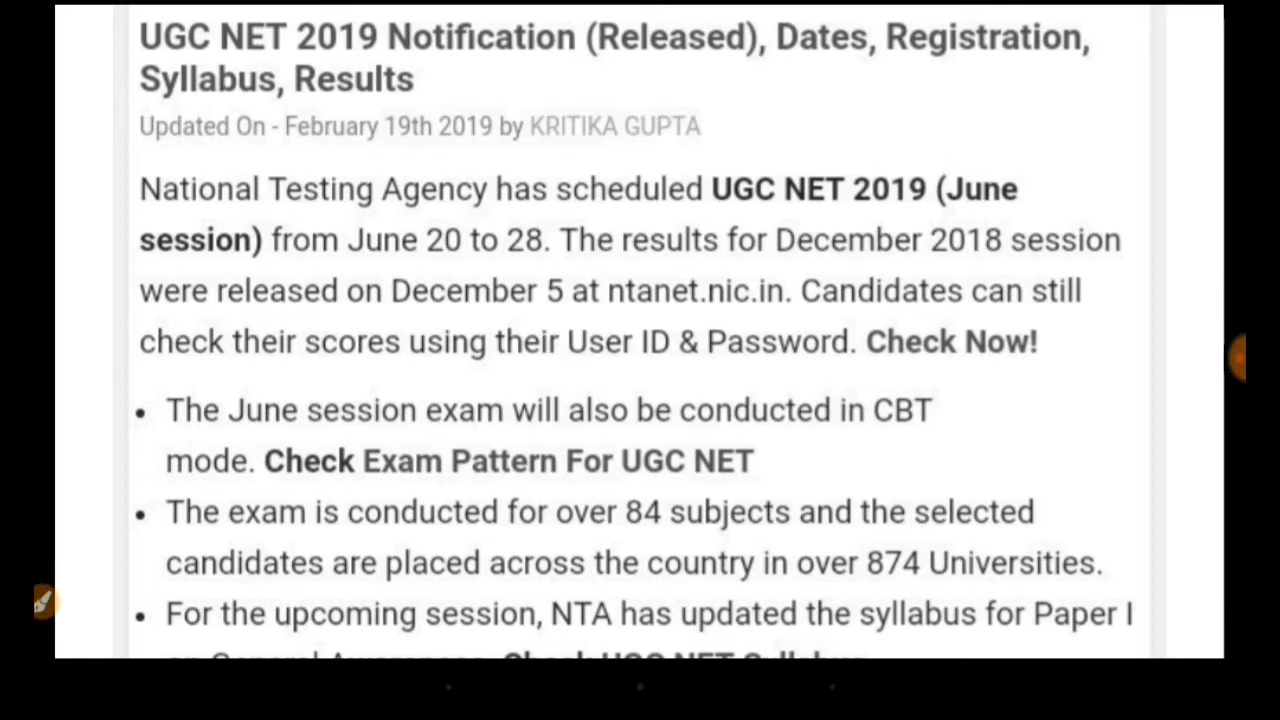 UGC NET 2019 Notification (Released), Dates, Registration,
Syllabus, Results
Updated On - February 19th 2019 by KRITIKA GUPTA
National Testing Agency has scheduled UGC NET 2019 (June
session) from June 20 to 28. The results for December 2018 session
were released on December 5 at ntanet.nic.in. Candidates can still
check their scores using their User ID & Password. Check Now!
• The June session exam will also be conducted in CBT
mode. Check Exam Pattern For UGC NET
• The exam is conducted for over 84 subjects and the selected
candidates are placed across the country in over 874 Universities.
• For the upcoming session, NTA has updated the syllabus for Paper I